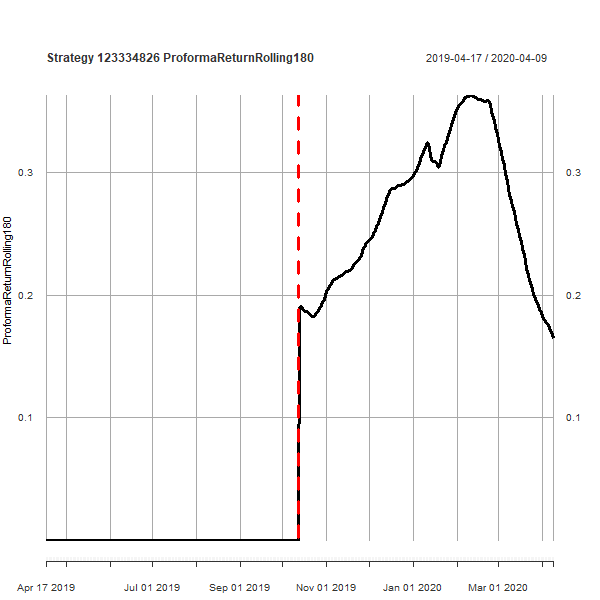 Strategy 123334826 ProformaReturnRolling180
2019-04-17 / 2020-04-09
ProformaReturnRolling180
0.3
0.3
0.2
0.2
0.1
0.1
Apr 17 2019
Jul 01 2019
Sep 01 2019
Nov 01 2019
Jan 01 2020
Mar 01 2020